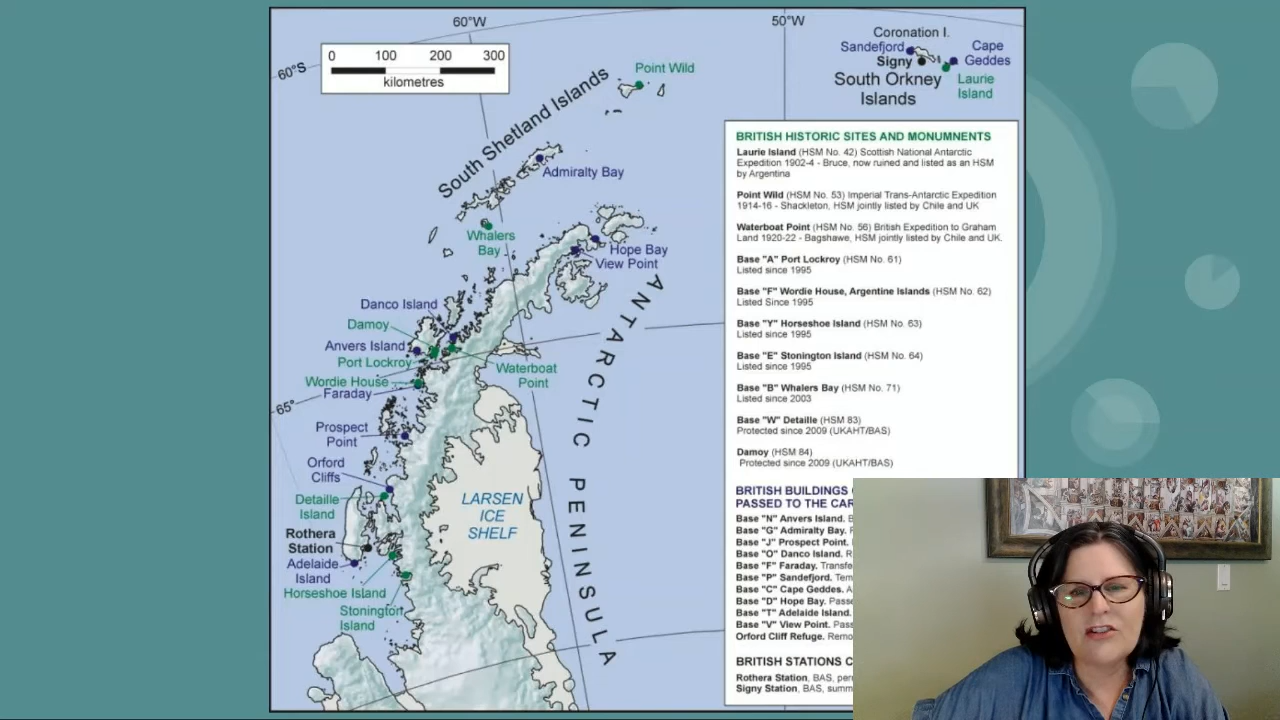 60°W
50°W
0 100 200 300
kilometres
60°S
Coronation I.
Sandefjord
Signy
Cape
Geddes
South Orkney
Islands
Laurie
Island
Point Wild
South Shetland Islands
Admiralty Bay
Whalers
Bay
Hope Bay
View Point
Danco Island
Damoy
Anvers Island
Port Lockroy
Wordie House
Faraday
Waterboat
Point
65°
Prospect
Point
Orford
Cliffs
Detaille
Island
Rothera
Station
Adelaide
Island
Horseshoe Island
Stonington
Island
LARSEN
ICE
SHELF
ANTARCTIC PENINSULA
BRITISH HISTORIC SITES AND MONUMNENTS
Laurie Island (HSM No. 42) Scottish National Antarctic
Expedition 1902-4 - Bruce, now ruined and listed as an HSM
by Argentina
Point Wild (HSM No. 53) Imperial Trans-Antarctic Expedition
1914-16 - Shackleton, HSM jointly listed by Chile and UK
Waterboat Point (HSM No. 56) British Expedition to Graham
Land 1920-22 - Bagshawe, HSM jointly listed by Chile and UK.
Base "A" Port Lockroy (HSM No. 61)
Listed since 1995
Base "F" Wordie House, Argentine Islands (HSM No. 62)
Listed Since 1995
Base "Y" Horseshoe Island (HSM No. 63)
Listed since 1995
Base "E" Stonington Island (HSM No. 64)
Listed since 1995
Base "B" Whalers Bay (HSM No. 71)
Listed since 2003
Base "W" Detaille (HSM 83)
Protected since 2009 (UKAHT/BAS)
Damoy (HSM 84)
Protected since 2009 (UKAHT/BAS)
BRITISH BUILDINGS
PASSED TO THE CAR
Base "N" Anvers Island.
Base "G" Admiralty Bay.
Base "J" Prospect Point.
Base "O" Danco Island. R
Base "F" Faraday. Transfe
Base "P" Sandefjord. Tem
Base "C" Cape Geddes. A
Base "D" Hope Bay. Passe
Base "T" Adelaide Island.
Base "V" View Point. Pass
Orford Cliff Refuge. Remo
BRITISH STATIONS C
Rothera Station, BAS, per
Signy Station, BAS, summ